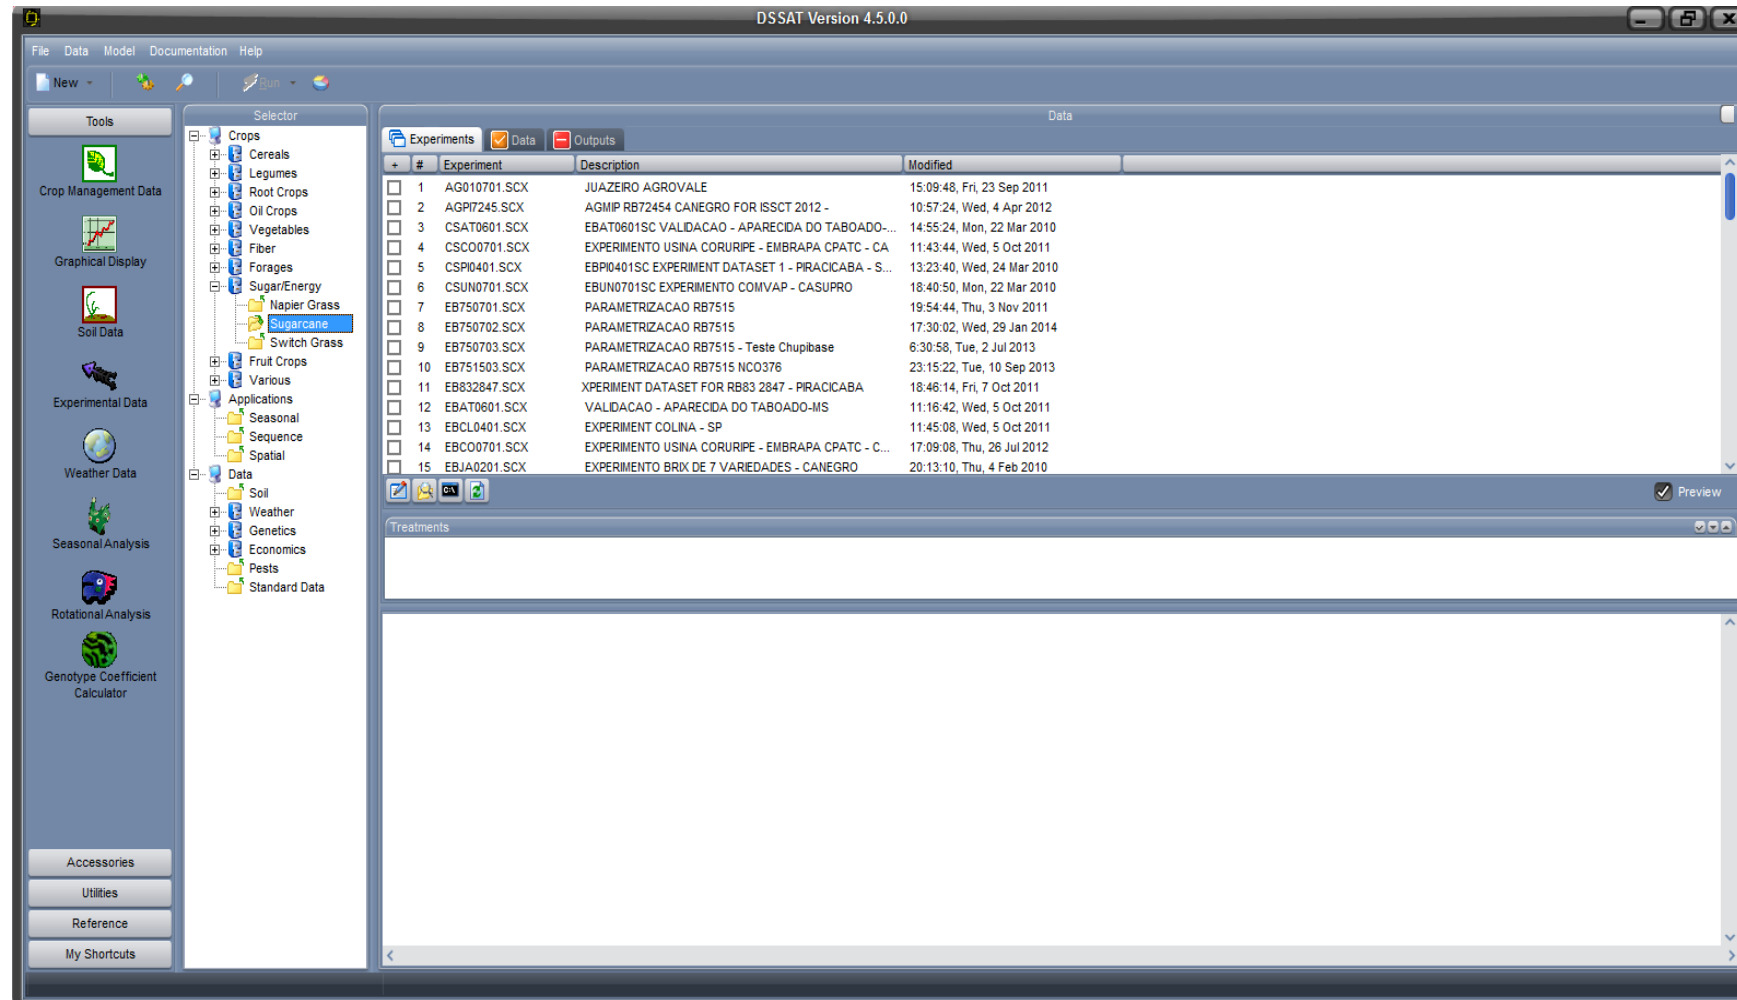 DSSAT Version 4.5.0.0
File Data Model Documentation Help
New Run
Tools
Crop Management Data
Graphical Display
Soil Data
Experimental Data
Weather Data
Seasonal Analysis
Rotational Analysis
Genotype Coefficient
Calculator
Accessories
Utilities
Reference
My Shortcuts
Selector
Crops
Cereals
Legumes
Root Crops
Oil Crops
Vegetables
Fiber
Forages
Sugar/Energy
Napier Grass
Sugarcane
Switch Grass
Fruit Crops
Various
Applications
Seasonal
Sequence
Spatial
Data
Soil
Weather
Genetics
Economics
Pests
Standard Data
Data
Experiments Data Outputs
+ # Experiment Description Modified
1 AG010701.SCX JUAZEIRO AGROVALE 15:09:48, Fri, 23 Sep 2011
2 AGPI7245.SCX AGMIP RB72454 CANEGRO FOR ISSCT 2012 - 10:57:24, Wed, 4 Apr 2012
3 CSAT0601.SCX EBAT0601SC VALIDACAO - APARECIDA DO TABOADO-... 14:55:24, Mon, 22 Mar 2010
4 CSCO0701.SCX EXPERIMENTO USINA CORURIPE - EMBRAPA CPATC - CA 11:43:44, Wed, 5 Oct 2011
5 CSPI0401.SCX EBPI0401SC EXPERIMENT DATASET 1 - PIRACICABA - S... 13:23:40, Wed, 24 Mar 2010
6 CSUN0701.SCX EBUN0701SC EXPERIMENTO COMVAP - CASUPRO 18:40:50, Mon, 22 Mar 2010
7 EB750701.SCX PARAMETRIZACAO RB7515 19:54:44, Thu, 3 Nov 2011
8 EB750702.SCX PARAMETRIZACAO RB7515 17:30:02, Wed, 29 Jan 2014
9 EB750703.SCX PARAMETRIZACAO RB7515 - Teste Chupibase 6:30:58, Tue, 2 Jul 2013
10 EB751503.SCX PARAMETRIZACAO RB7515 NCO376 23:15:22, Tue, 10 Sep 2013
11 EB832847.SCX XPERIMENT DATASET FOR RB83 2847 - PIRACICABA 18:46:14, Fri, 7 Oct 2011
12 EBAT0601.SCX VALIDACAO - APARECIDA DO TABOADO-MS 11:16:42, Wed, 5 Oct 2011
13 EBCL0401.SCX EXPERIMENT COLINA - SP 11:45:08, Wed, 5 Oct 2011
14 EBCO0701.SCX EXPERIMENTO USINA CORURIPE - EMBRAPA CPATC - C... 17:09:08, Thu, 26 Jul 2012
15 EBJA0201.SCX EXPERIMENTO BRIX DE 7 VARIEDADES - CANEGRO 20:13:10, Thu, 4 Feb 2010
C:\
Preview
Treatments